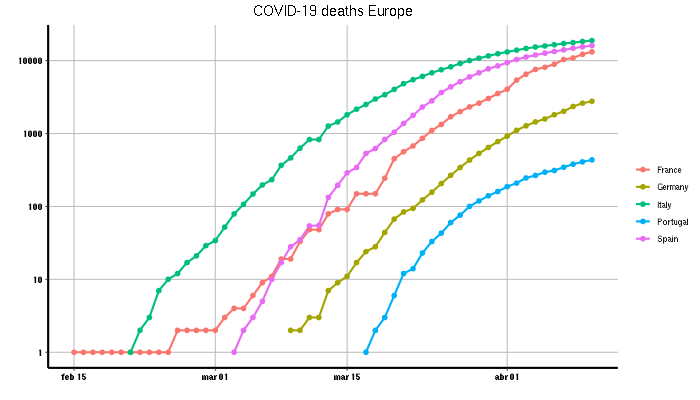 COVID-19 deaths Europe
10000
1000
100
10
1
feb 15
mar 01
mar 15
abr 01
France
Germany
Italy
Portugal
Spain